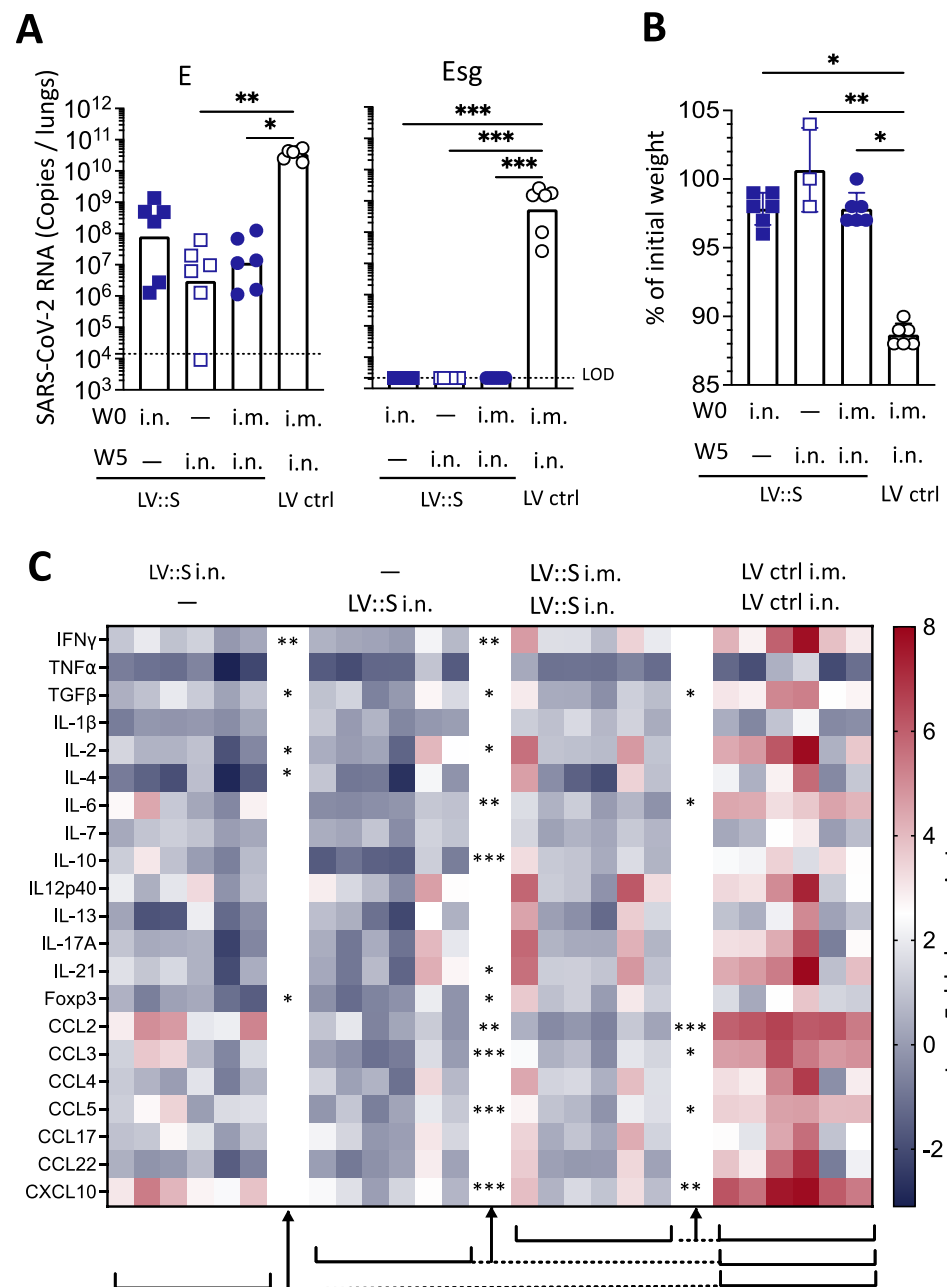 A
B
E
Esg
SARS-CoV-2 RNA (Copies / lungs)
10¹²
10¹¹
10¹⁰
10⁹
10⁸
10⁷
10⁶
10⁵
10⁴
10³
** 
*
***
***
***
LOD
W0 i.n. — i.m. i.m.
W5 — i.n. i.n. i.n.
LV::S LV ctrl
i.n. — i.m. i.m.
— i.n. i.n. i.n.
LV::S LV ctrl
% of initial weight
105
100
95
90
85
*
**
*
W0 i.n. — i.m. i.m.
W5 — i.n. i.n. i.n.
LV::S LV ctrl
C
LV::S i.n. — LV::S i.m. LV ctrl i.m.
— LV::S i.n. LV::S i.n. LV ctrl i.n.
IFNγ ** **
TNFα
TGFβ * * *
IL-1β
IL-2 * *
IL-4 *
IL-6 ** *
IL-7
IL-10 ***
IL12p40
IL-13
IL-17A
IL-21 *
Foxp3 * *
CCL2 ** ***
CCL3 *** *
CCL4
CCL5 *** *
CCL17
CCL22
CXCL10 *** **
8
6
4
2
0
-2